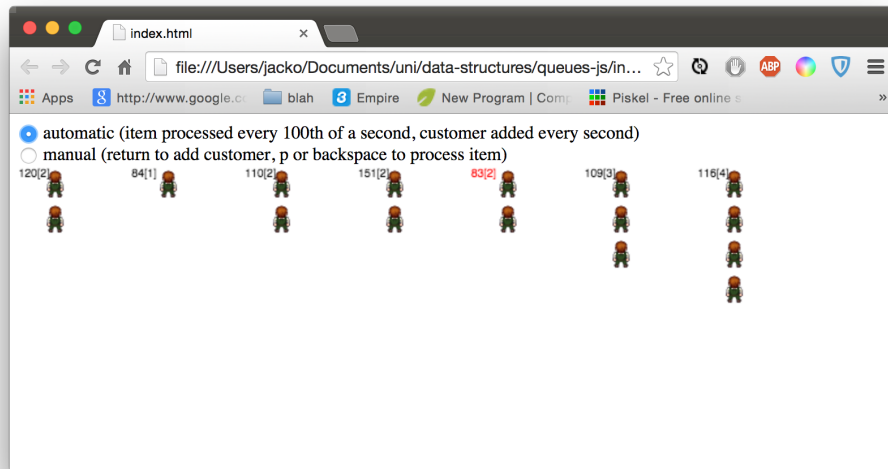 index.html
file:///Users/jacko/Documents/uni/data-structures/queues-js/in...
ABP
Apps 8 http://www.google.c blah 3 Empire New Program | Com Piskel - Free online s »
automatic (item processed every 100th of a second, customer added every second)
manual (return to add customer, p or backspace to process item)
120[2] 84[1] 110[2] 151[2] 83[2] 109[3] 116[4]